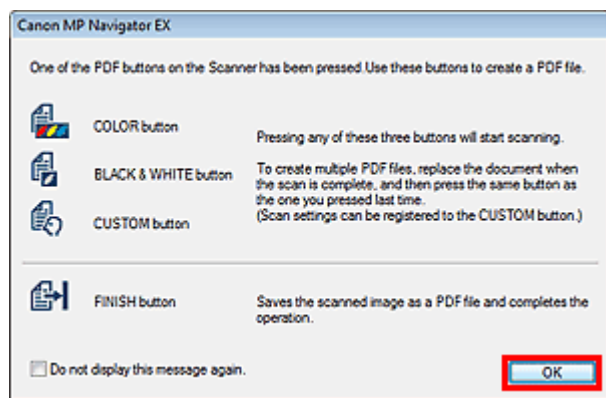 Canon MP Navigator EX
One of the PDF buttons on the Scanner has been pressed.Use these buttons to create a PDF file.
COLOR button
Pressing any of these three buttons will start scanning.
BLACK & WHITE button
To create multiple PDF files, replace the document when
the scan is complete, and then press the same button as
the one you pressed last time.
CUSTOM button
(Scan settings can be registered to the CUSTOM button.)
FINISH button
Saves the scanned image as a PDF file and completes the
operation.
Do not display this message again.
OK